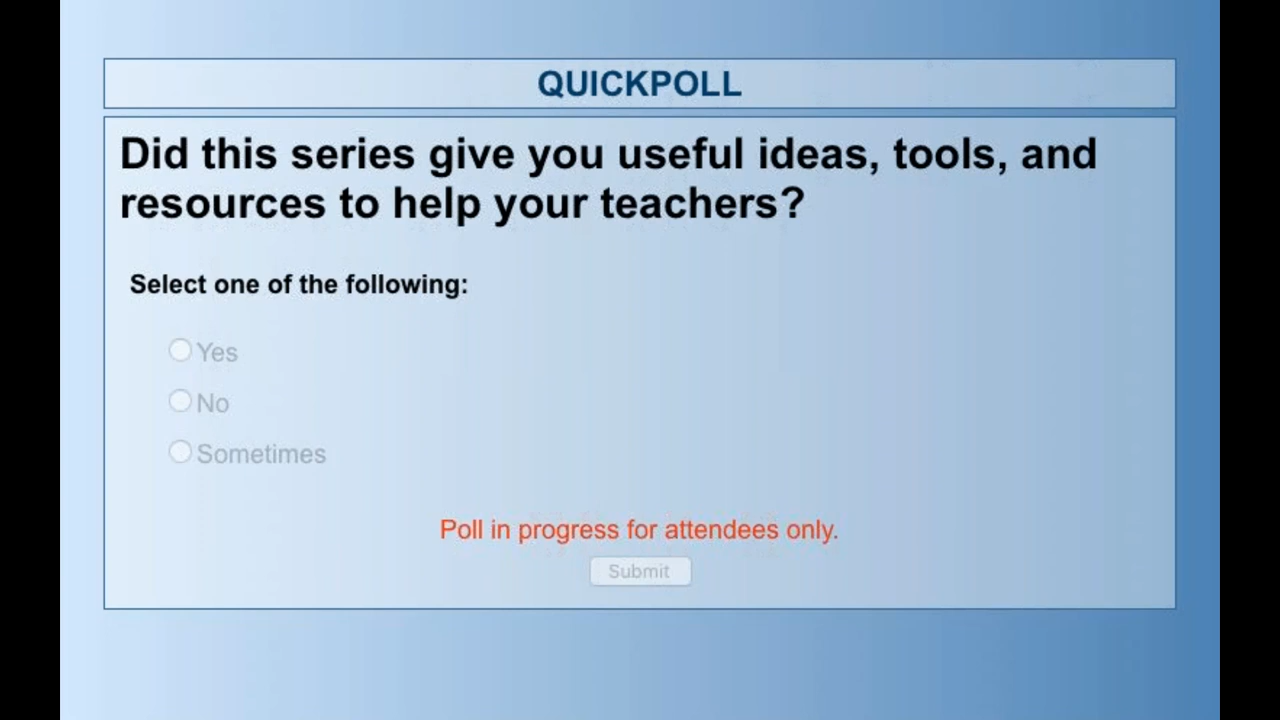 QUICKPOLL
Did this series give you useful ideas, tools, and
resources to help your teachers?
Select one of the following:
Yes
No
Sometimes
Poll in progress for attendees only.
Submit